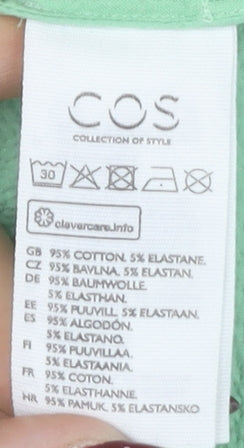 COS
COLLECTION OF STYLE
30
clevercare.info
GB 95% COTTON, 5% ELASTANE.
CZ 95% BAVLNA, 5% ELASTAN.
DE 95% BAUMWOLLE.
5% ELASTHAN.
EE 95% PUUVILL, 5% ELASTAAN.
ES 95% ALGODÓN.
5% ELASTANO.
FI 95% PUUVILLAA.
5% ELASTAANIA.
FR 95% COTON.
5% ELASTHANNE.
HR 95% PAMUK, 5% ELASTANSKO